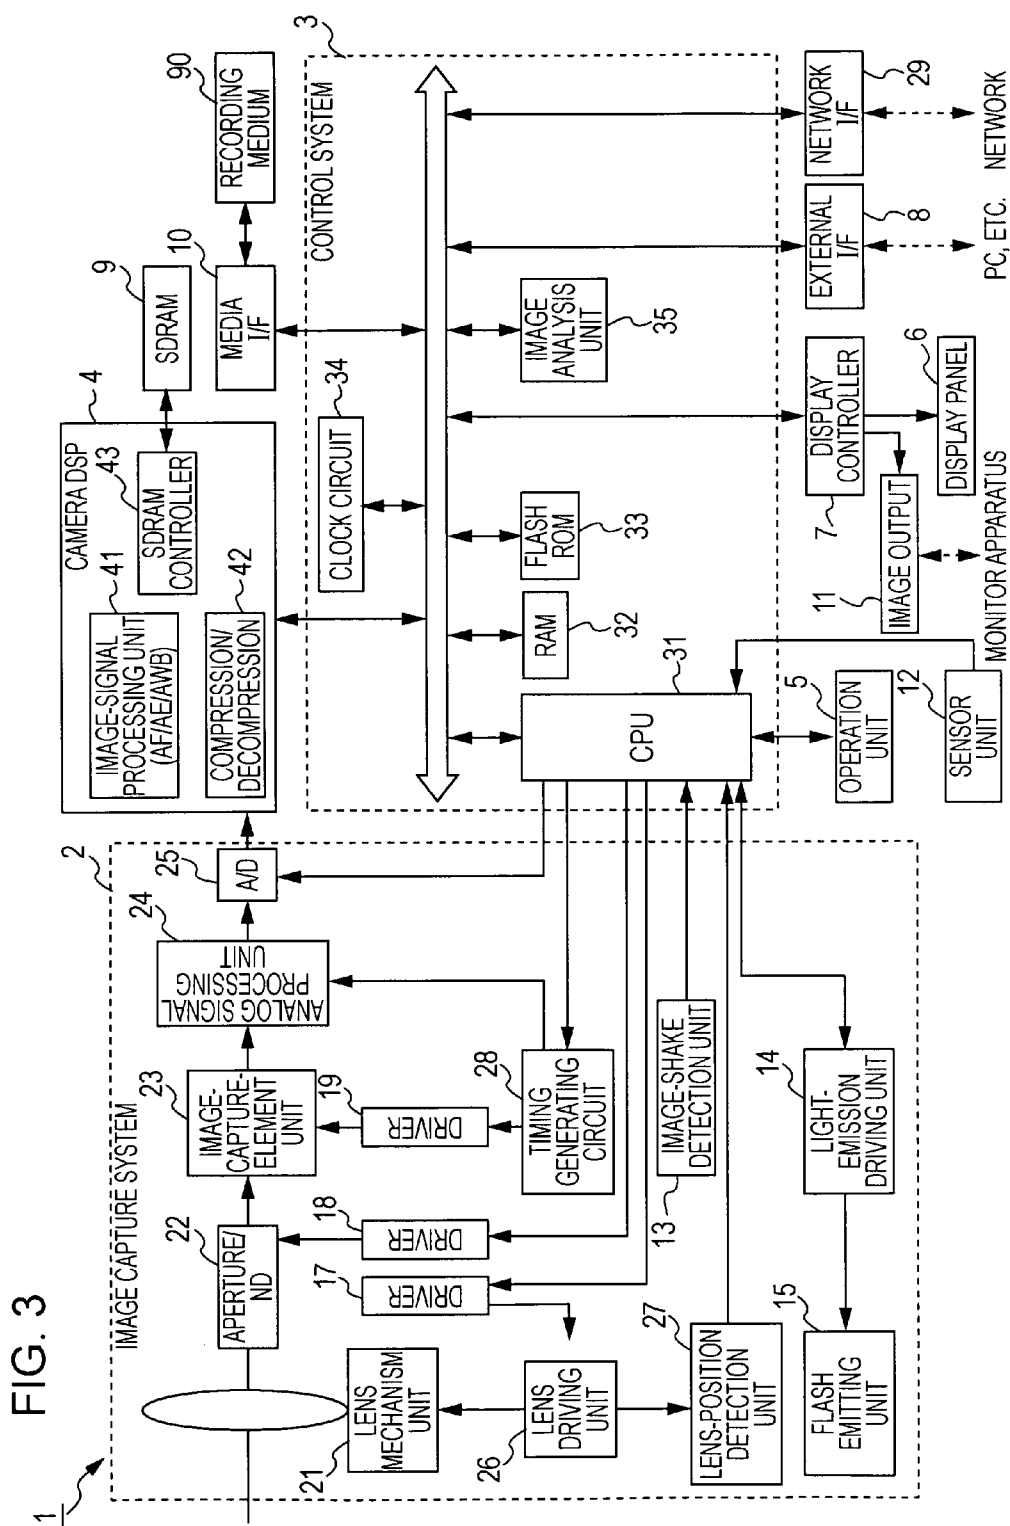 FIG. 3
1
IMAGE CAPTURE SYSTEM
2
21
LENS
MECHANISM
UNIT
22
APERTURE/
ND
23
IMAGE-
CAPTURE-
ELEMENT
UNIT
24
ANALOG SIGNAL
PROCESSING
UNIT
25
A/D
17
DRIVER
18
DRIVER
19
DRIVER
26
LENS
DRIVING
UNIT
28
TIMING
GENERATING
CIRCUIT
27
LENS-POSITION
DETECTION
UNIT
13
IMAGE-SHAKE
DETECTION UNIT
15
FLASH
EMITTING
UNIT
14
LIGHT-
EMISSION
DRIVING UNIT
CAMERA DSP
4
41
IMAGE-SIGNAL
PROCESSING UNIT
(AF/AE/AWB)
42
COMPRESSION/
DECOMPRESSION
43
SDRAM
CONTROLLER
9
SDRAM
10
MEDIA
I/F
90
RECORDING
MEDIUM
CONTROL SYSTEM
3
34
CLOCK CIRCUIT
31
CPU
32
RAM
33
FLASH
ROM
35
IMAGE
ANALYSIS
UNIT
5
OPERATION
UNIT
12
SENSOR
UNIT
7
DISPLAY
CONTROLLER
11
IMAGE OUTPUT
6
DISPLAY PANEL
MONITOR APPARATUS
8
EXTERNAL
I/F
PC, ETC.
29
NETWORK
I/F
NETWORK